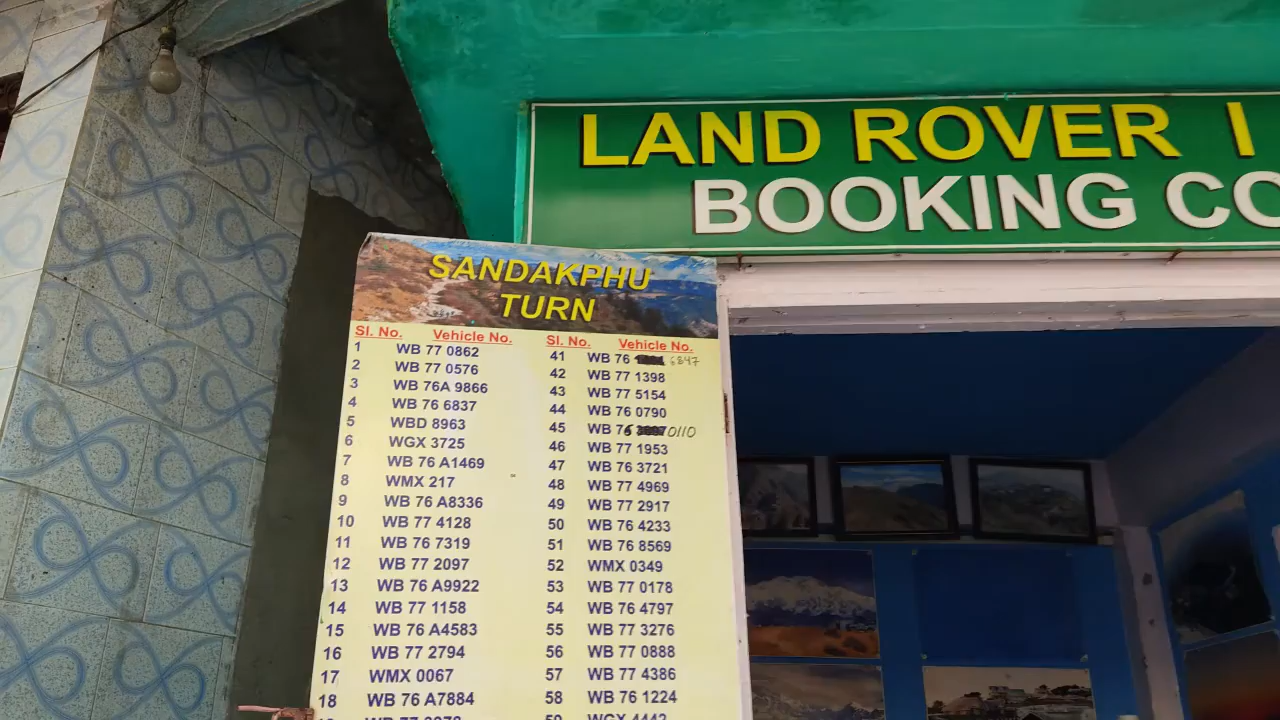 LAND ROVER I
BOOKING CO
SANDAKPHU
TURN
Sl. No. Vehicle No.
1 WB 77 0862
2 WB 77 0576
3 WB 76A 9866
4 WB 76 6837
5 WBD 8963
6 WGX 3725
7 WB 76 A1469
8 WMX 217
9 WB 76 A8336
10 WB 77 4128
11 WB 76 7319
12 WB 77 2097
13 WB 76 A9922
14 WB 77 1158
15 WB 76 A4583
16 WB 77 2794
17 WMX 0067
18 WB 76 A7884
Sl. No. Vehicle No.
41 WB 76 6847
42 WB 77 1398
43 WB 77 5154
44 WB 76 0790
45 WB 76 0110
46 WB 77 1953
47 WB 76 3721
48 WB 77 4969
49 WB 77 2917
50 WB 76 4233
51 WB 76 8569
52 WMX 0349
53 WB 77 0178
54 WB 76 4797
55 WB 77 3276
56 WB 77 0888
57 WB 77 4386
58 WB 76 1224
59 WGX 4442